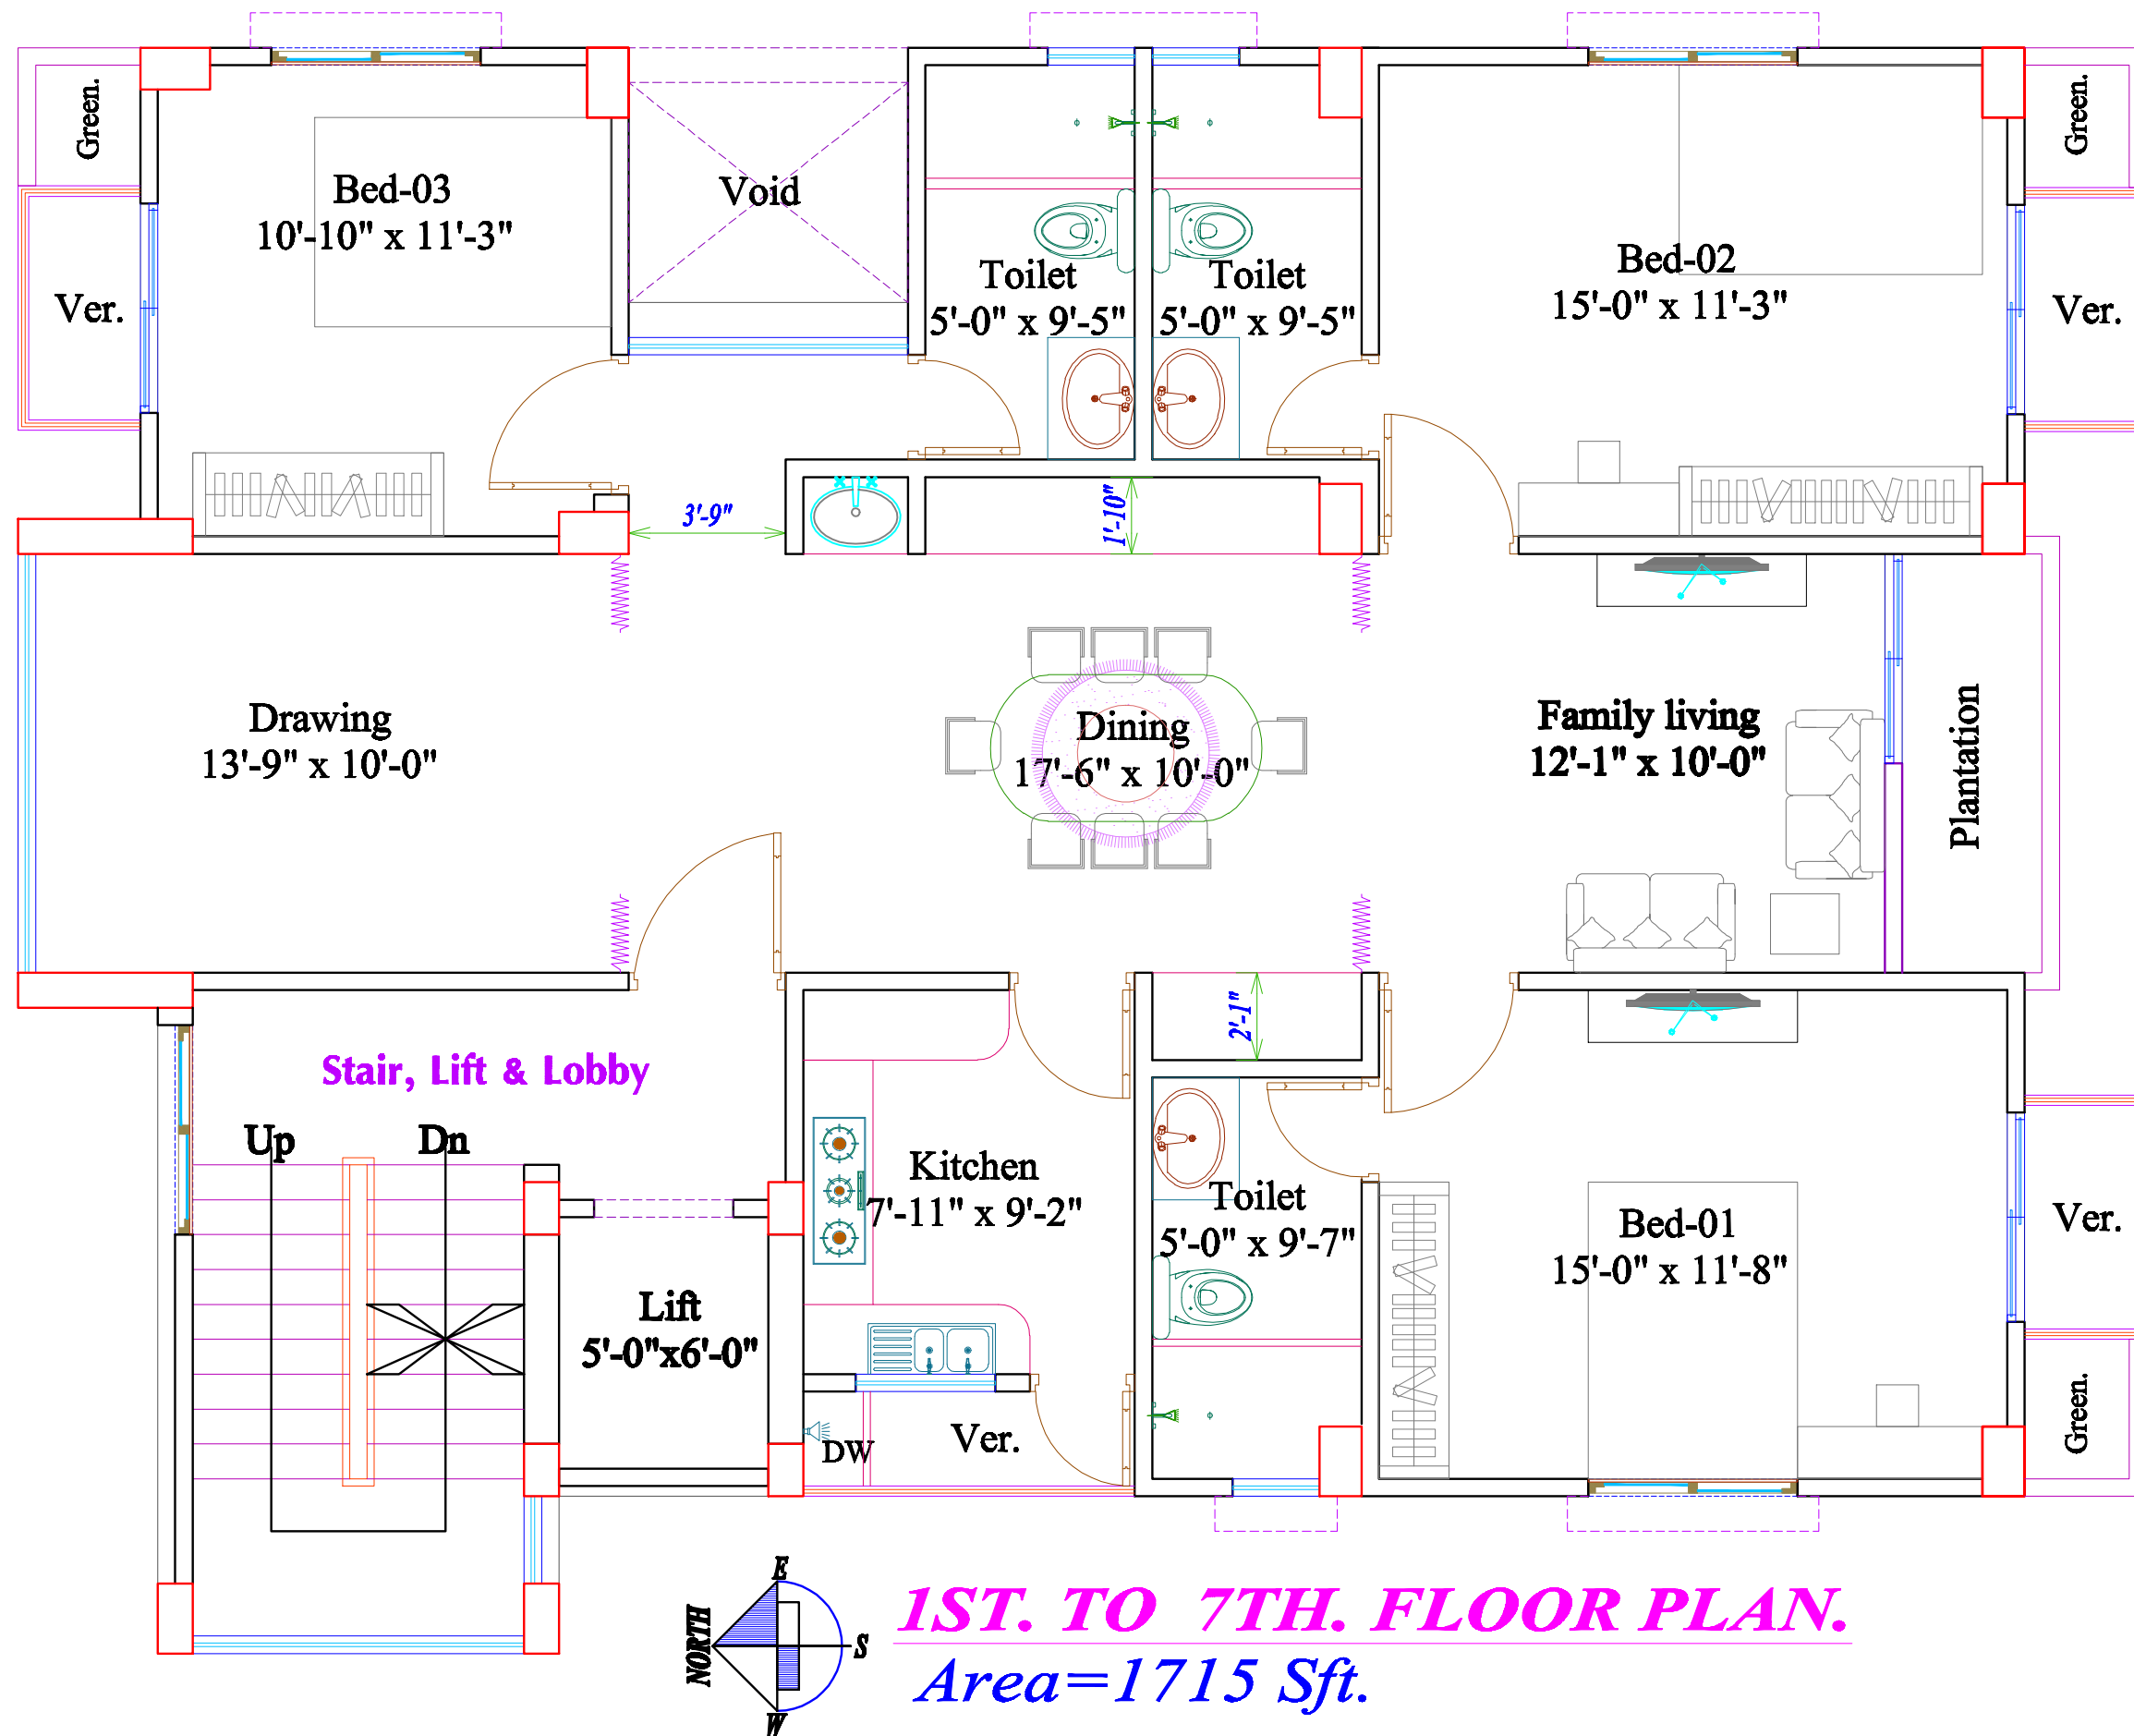 Green.
Green.
Bed-03
10'-10" x 11'-3"
Void
Toilet
5'-0" x 9'-5"
Toilet
5'-0" x 9'-5"
Bed-02
15'-0" x 11'-3"
Ver.
Ver.
3'-9"
1'-10"
Drawing
13'-9" x 10'-0"
Dining
17'-6" x 10'-0"
Family living
12'-1" x 10'-0"
Plantation
2'-1"
Stair, Lift & Lobby
Up
Dn
Kitchen
7'-11" x 9'-2"
Toilet
5'-0" x 9'-7"
Bed-01
15'-0" x 11'-8"
Ver.
Lift
5'-0"x6'-0"
Green.
Ver.
DW
E
NORTH
S
W
1ST. TO 7TH. FLOOR PLAN.
Area=1715 Sft.